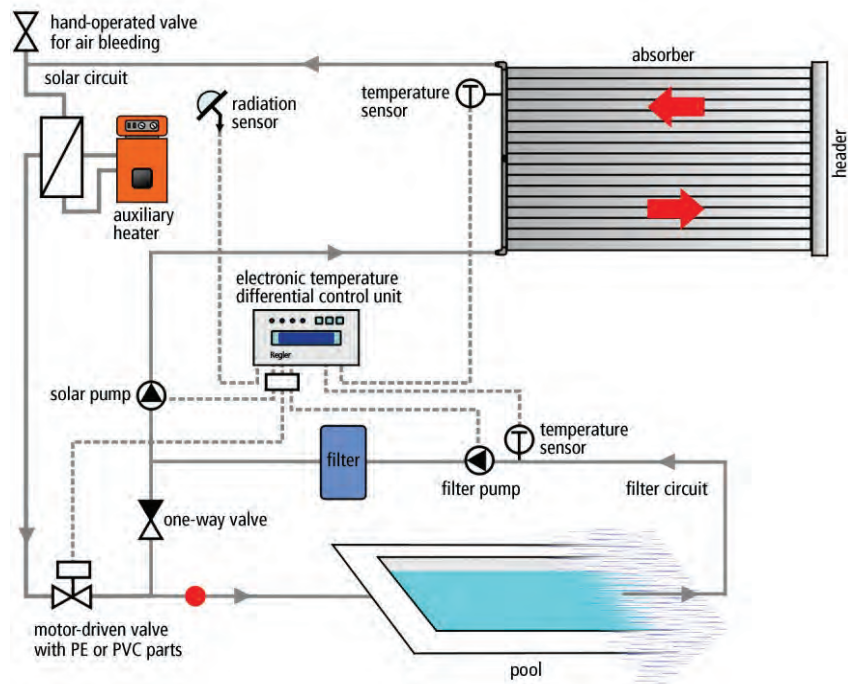 hand-operated valve
for air bleeding
solar circuit
absorber
radiation
sensor
temperature
sensor
header
auxiliary
heater
electronic temperature
differential control unit
Regler
solar pump
temperature
sensor
filter
filter pump
filter circuit
one-way valve
motor-driven valve
with PE or PVC parts
pool